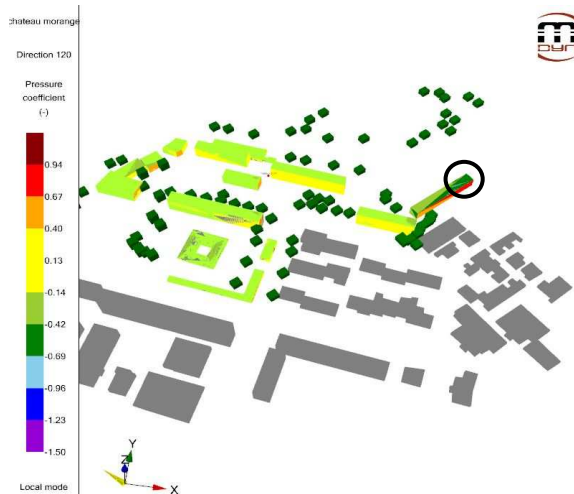 chateau morange
Direction 120
Pressure
coefficient
(-)
0.94
0.67
0.40
0.13
-0.14
-0.42
-0.69
-0.96
-1.23
-1.50
Local mode
Y
Z
X
m